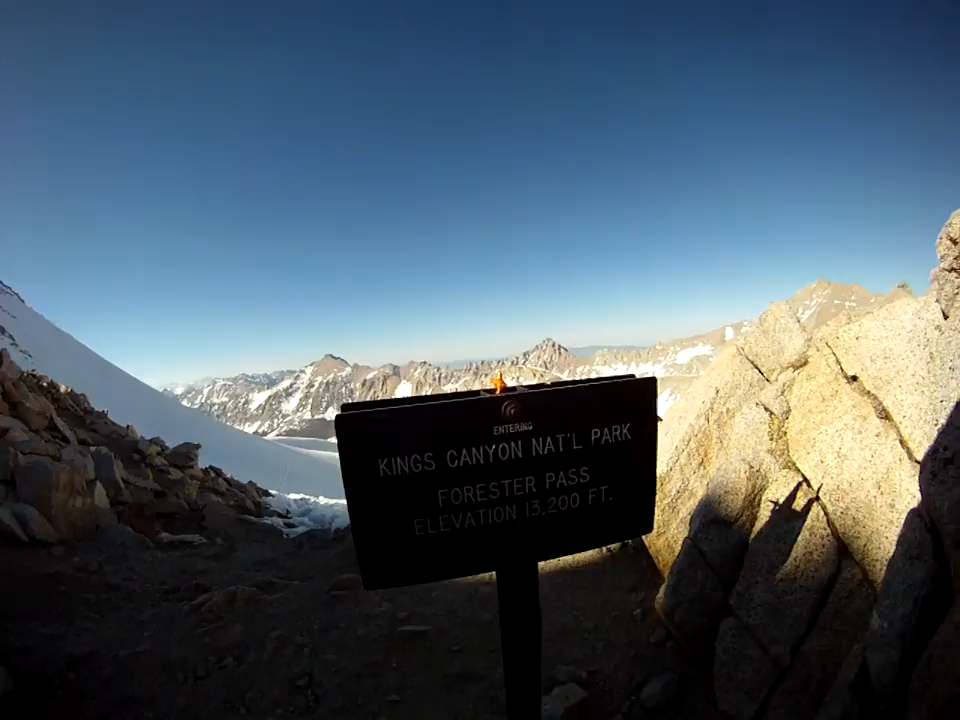 ENTERING
KINGS CANYON NAT'L PARK
FORESTER PASS
ELEVATION 13,200 FT.